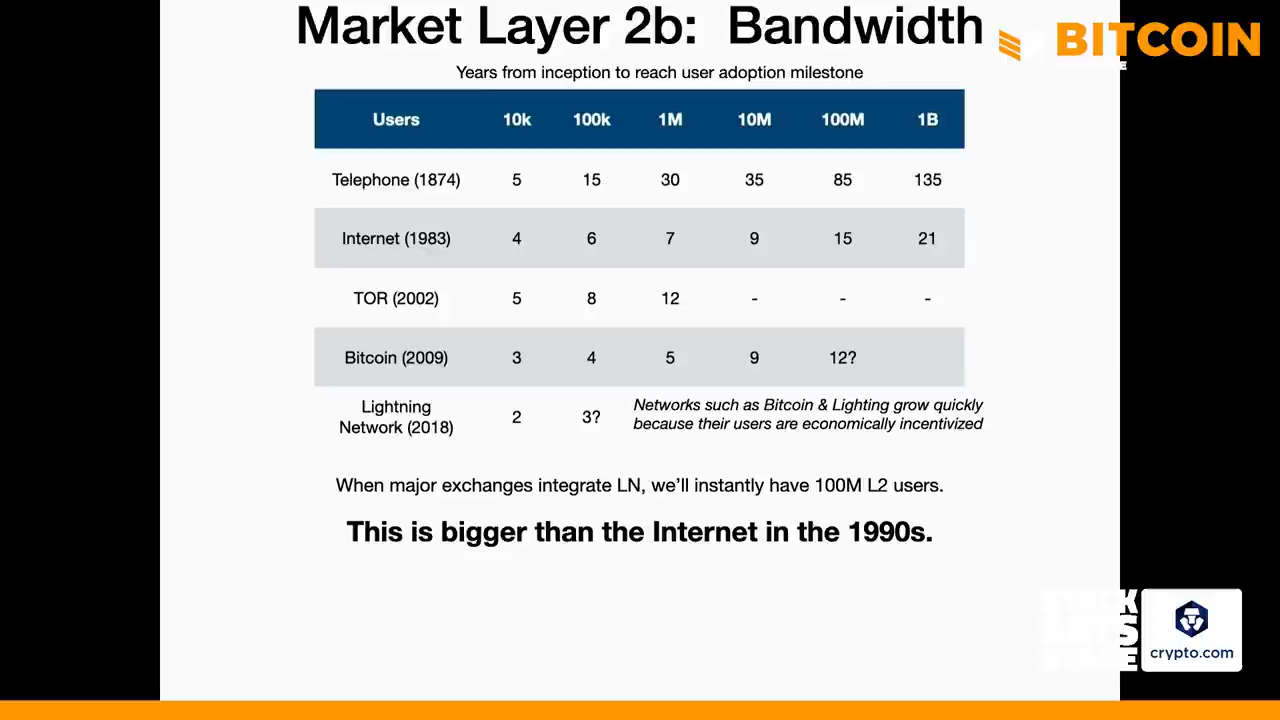 Market Layer 2b: Bandwidth
BITCOIN
Years from inception to reach user adoption milestone
Users 10k 100k 1M 10M 100M 1B
Telephone (1874) 5 15 30 35 85 135
Internet (1983) 4 6 7 9 15 21
TOR (2002) 5 8 12 - - -
Bitcoin (2009) 3 4 5 9 12?
Lightning
Network (2018) 2 3?
Networks such as Bitcoin & Lighting grow quickly
because their users are economically incentivized
When major exchanges integrate LN, we'll instantly have 100M L2 users.
This is bigger than the Internet in the 1990s.
crypto.com